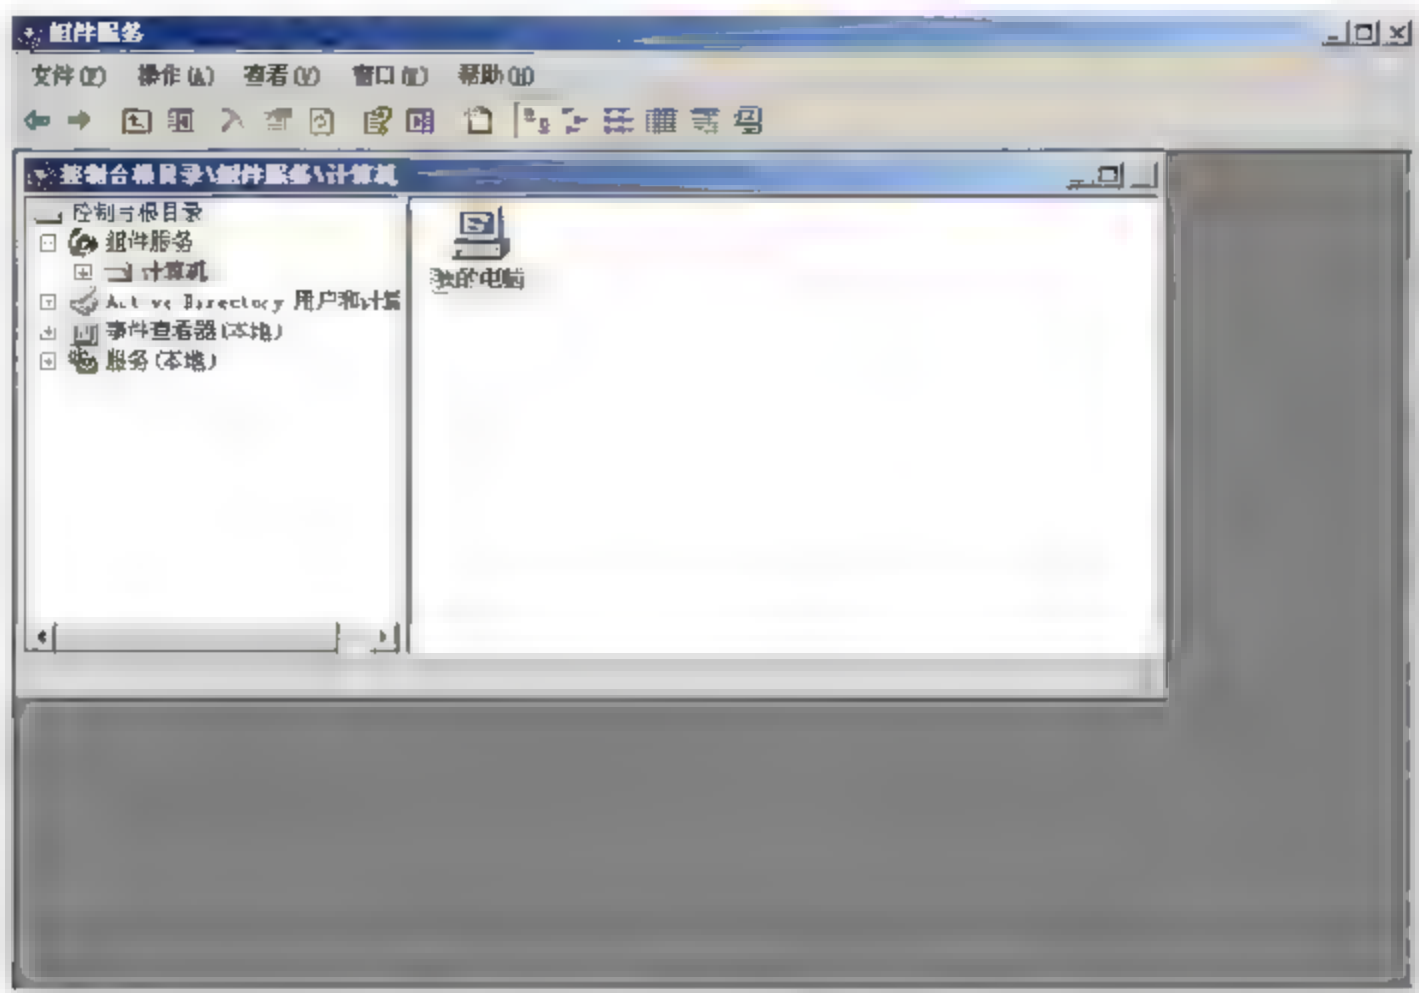 组件服务
文件(F) 操作(A) 查看(V) 窗口(W) 帮助(H)
控制台根目录\组件服务\计算机
控制台根目录
组件服务
计算机
Active Directory 用户和计算
事件查看器(本地)
服务(本地)
我的电脑